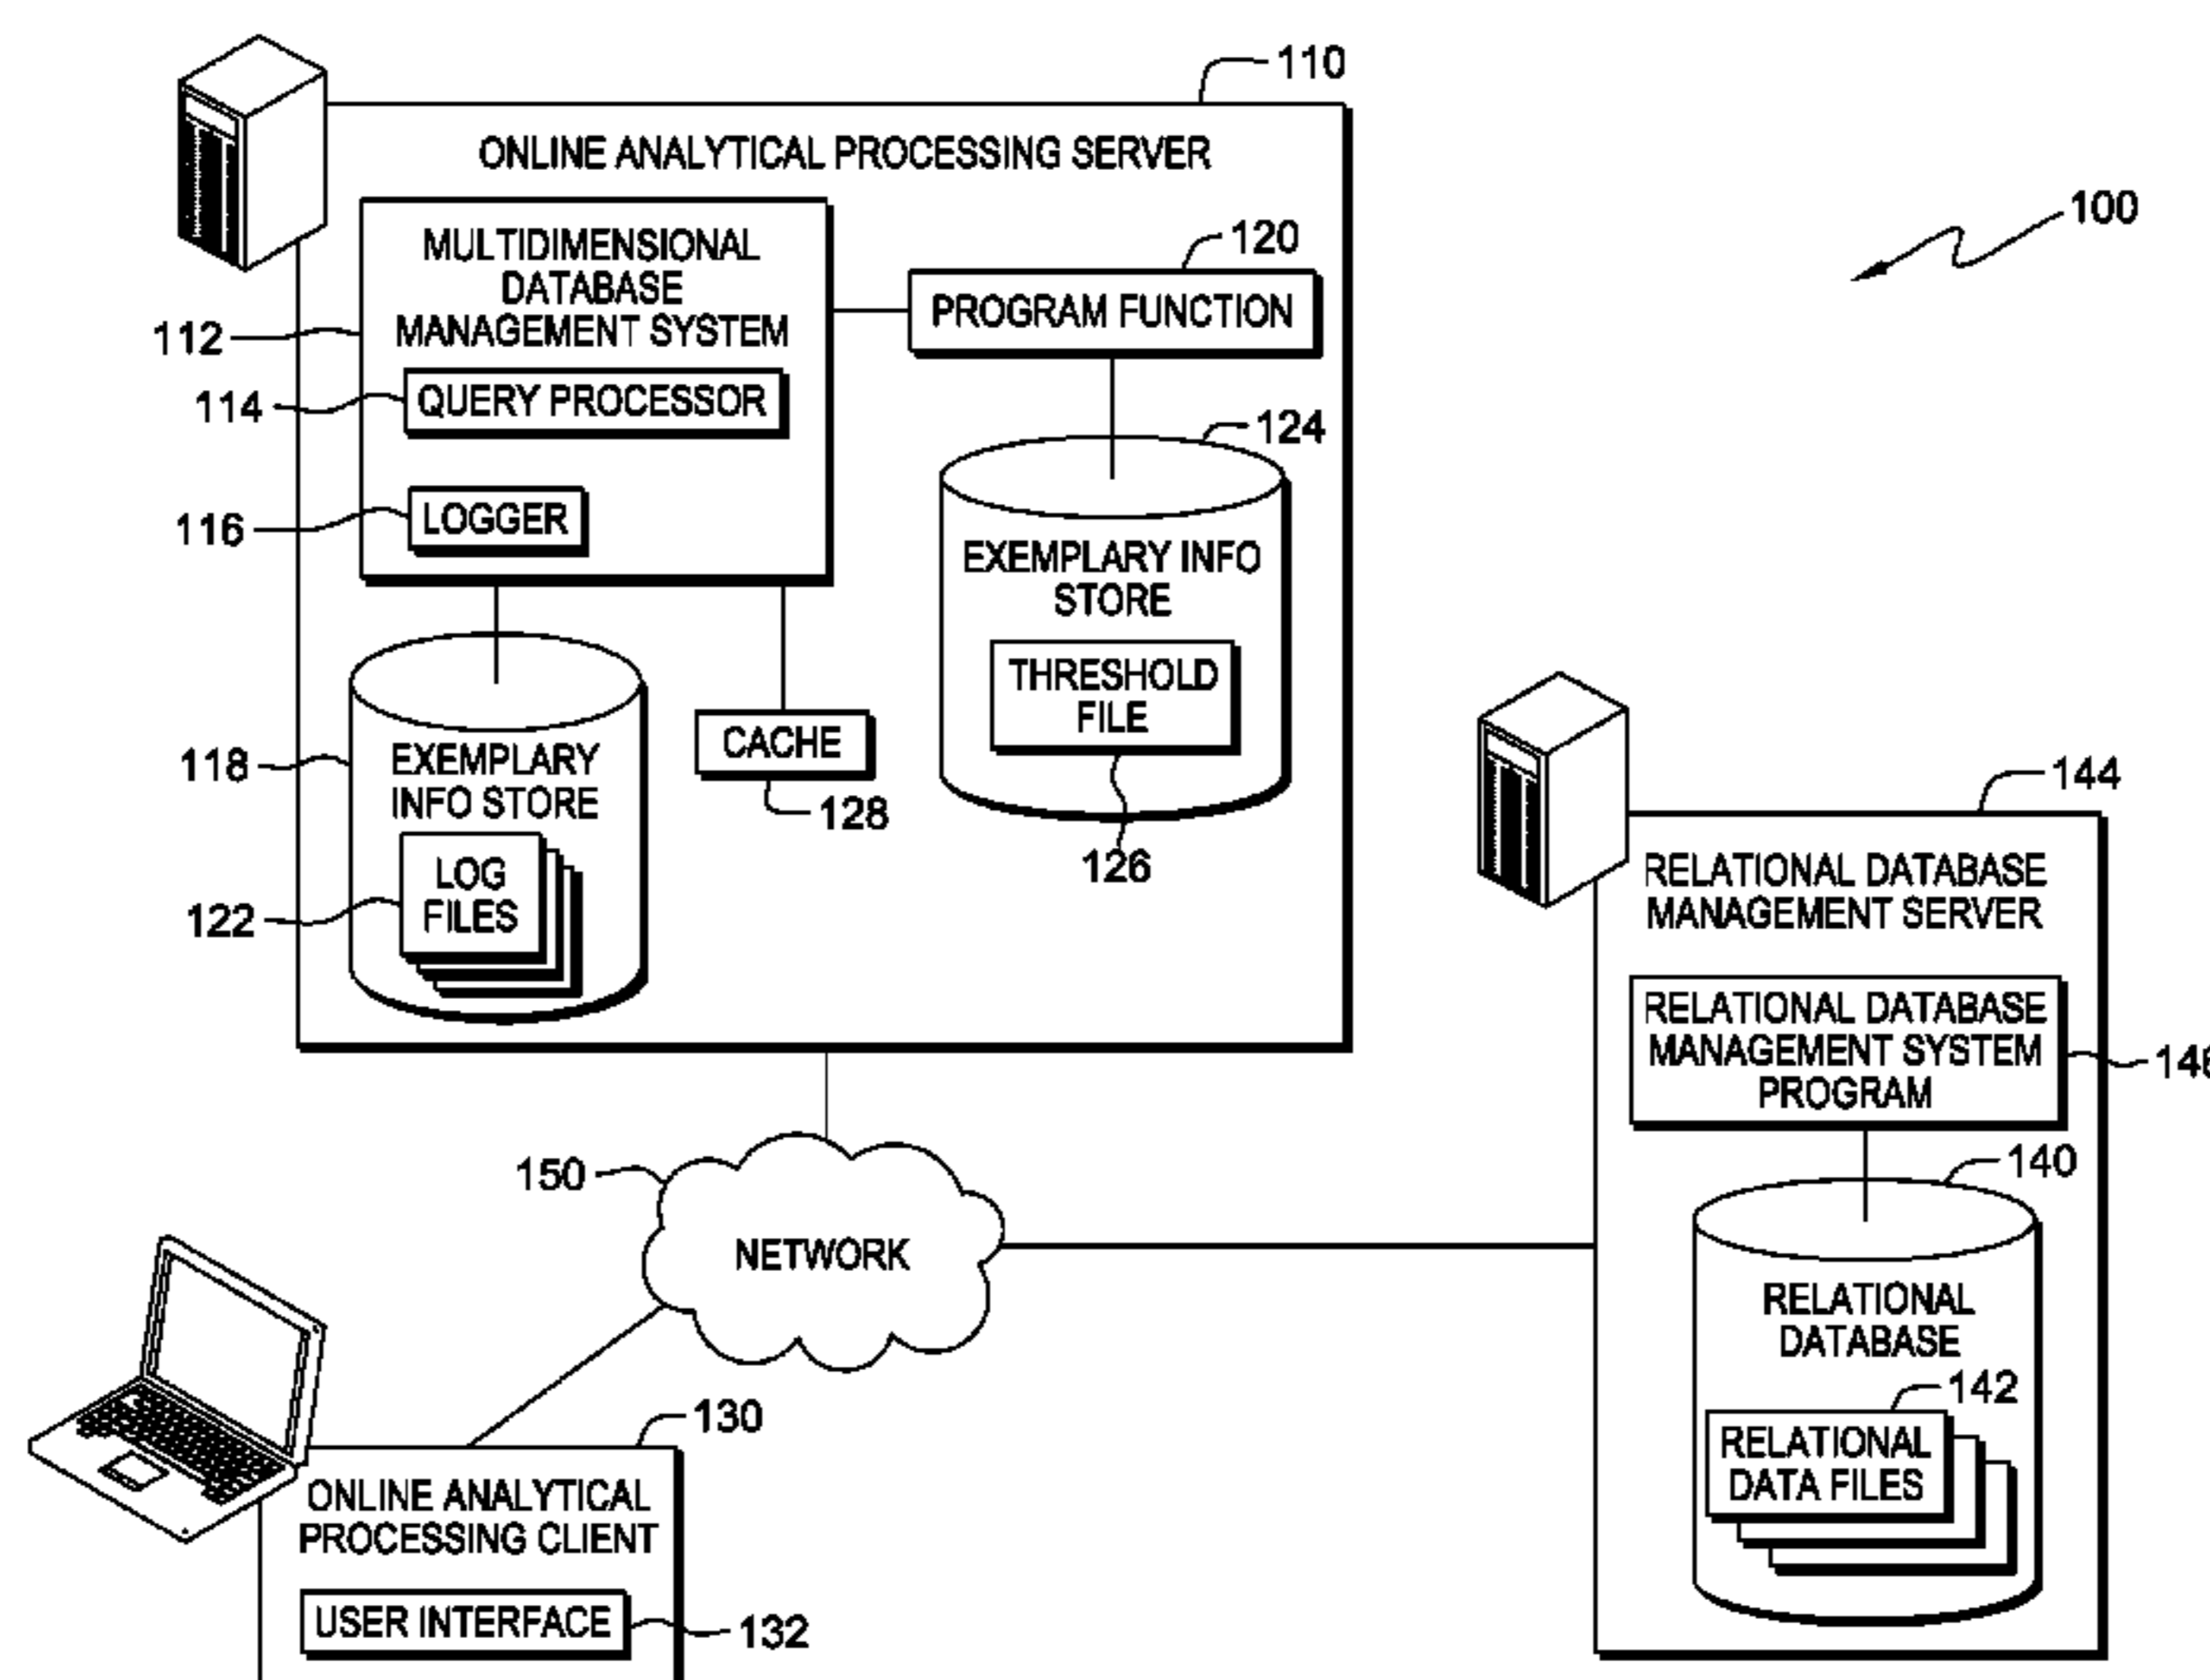 110
ONLINE ANALYTICAL PROCESSING SERVER
100
MULTIDIMENSIONAL
DATABASE
MANAGEMENT SYSTEM
112
120
PROGRAM FUNCTION
QUERY PROCESSOR
114
LOGGER
116
124
EXEMPLARY INFO
STORE
THRESHOLD
FILE
126
CACHE
128
118
EXEMPLARY
INFO STORE
LOG
FILES
122
144
RELATIONAL DATABASE
MANAGEMENT SERVER
RELATIONAL DATABASE
MANAGEMENT SYSTEM
PROGRAM
150
NETWORK
140
RELATIONAL
DATABASE
142
RELATIONAL
DATA FILES
130
ONLINE ANALYTICAL
PROCESSING CLIENT
USER INTERFACE
132